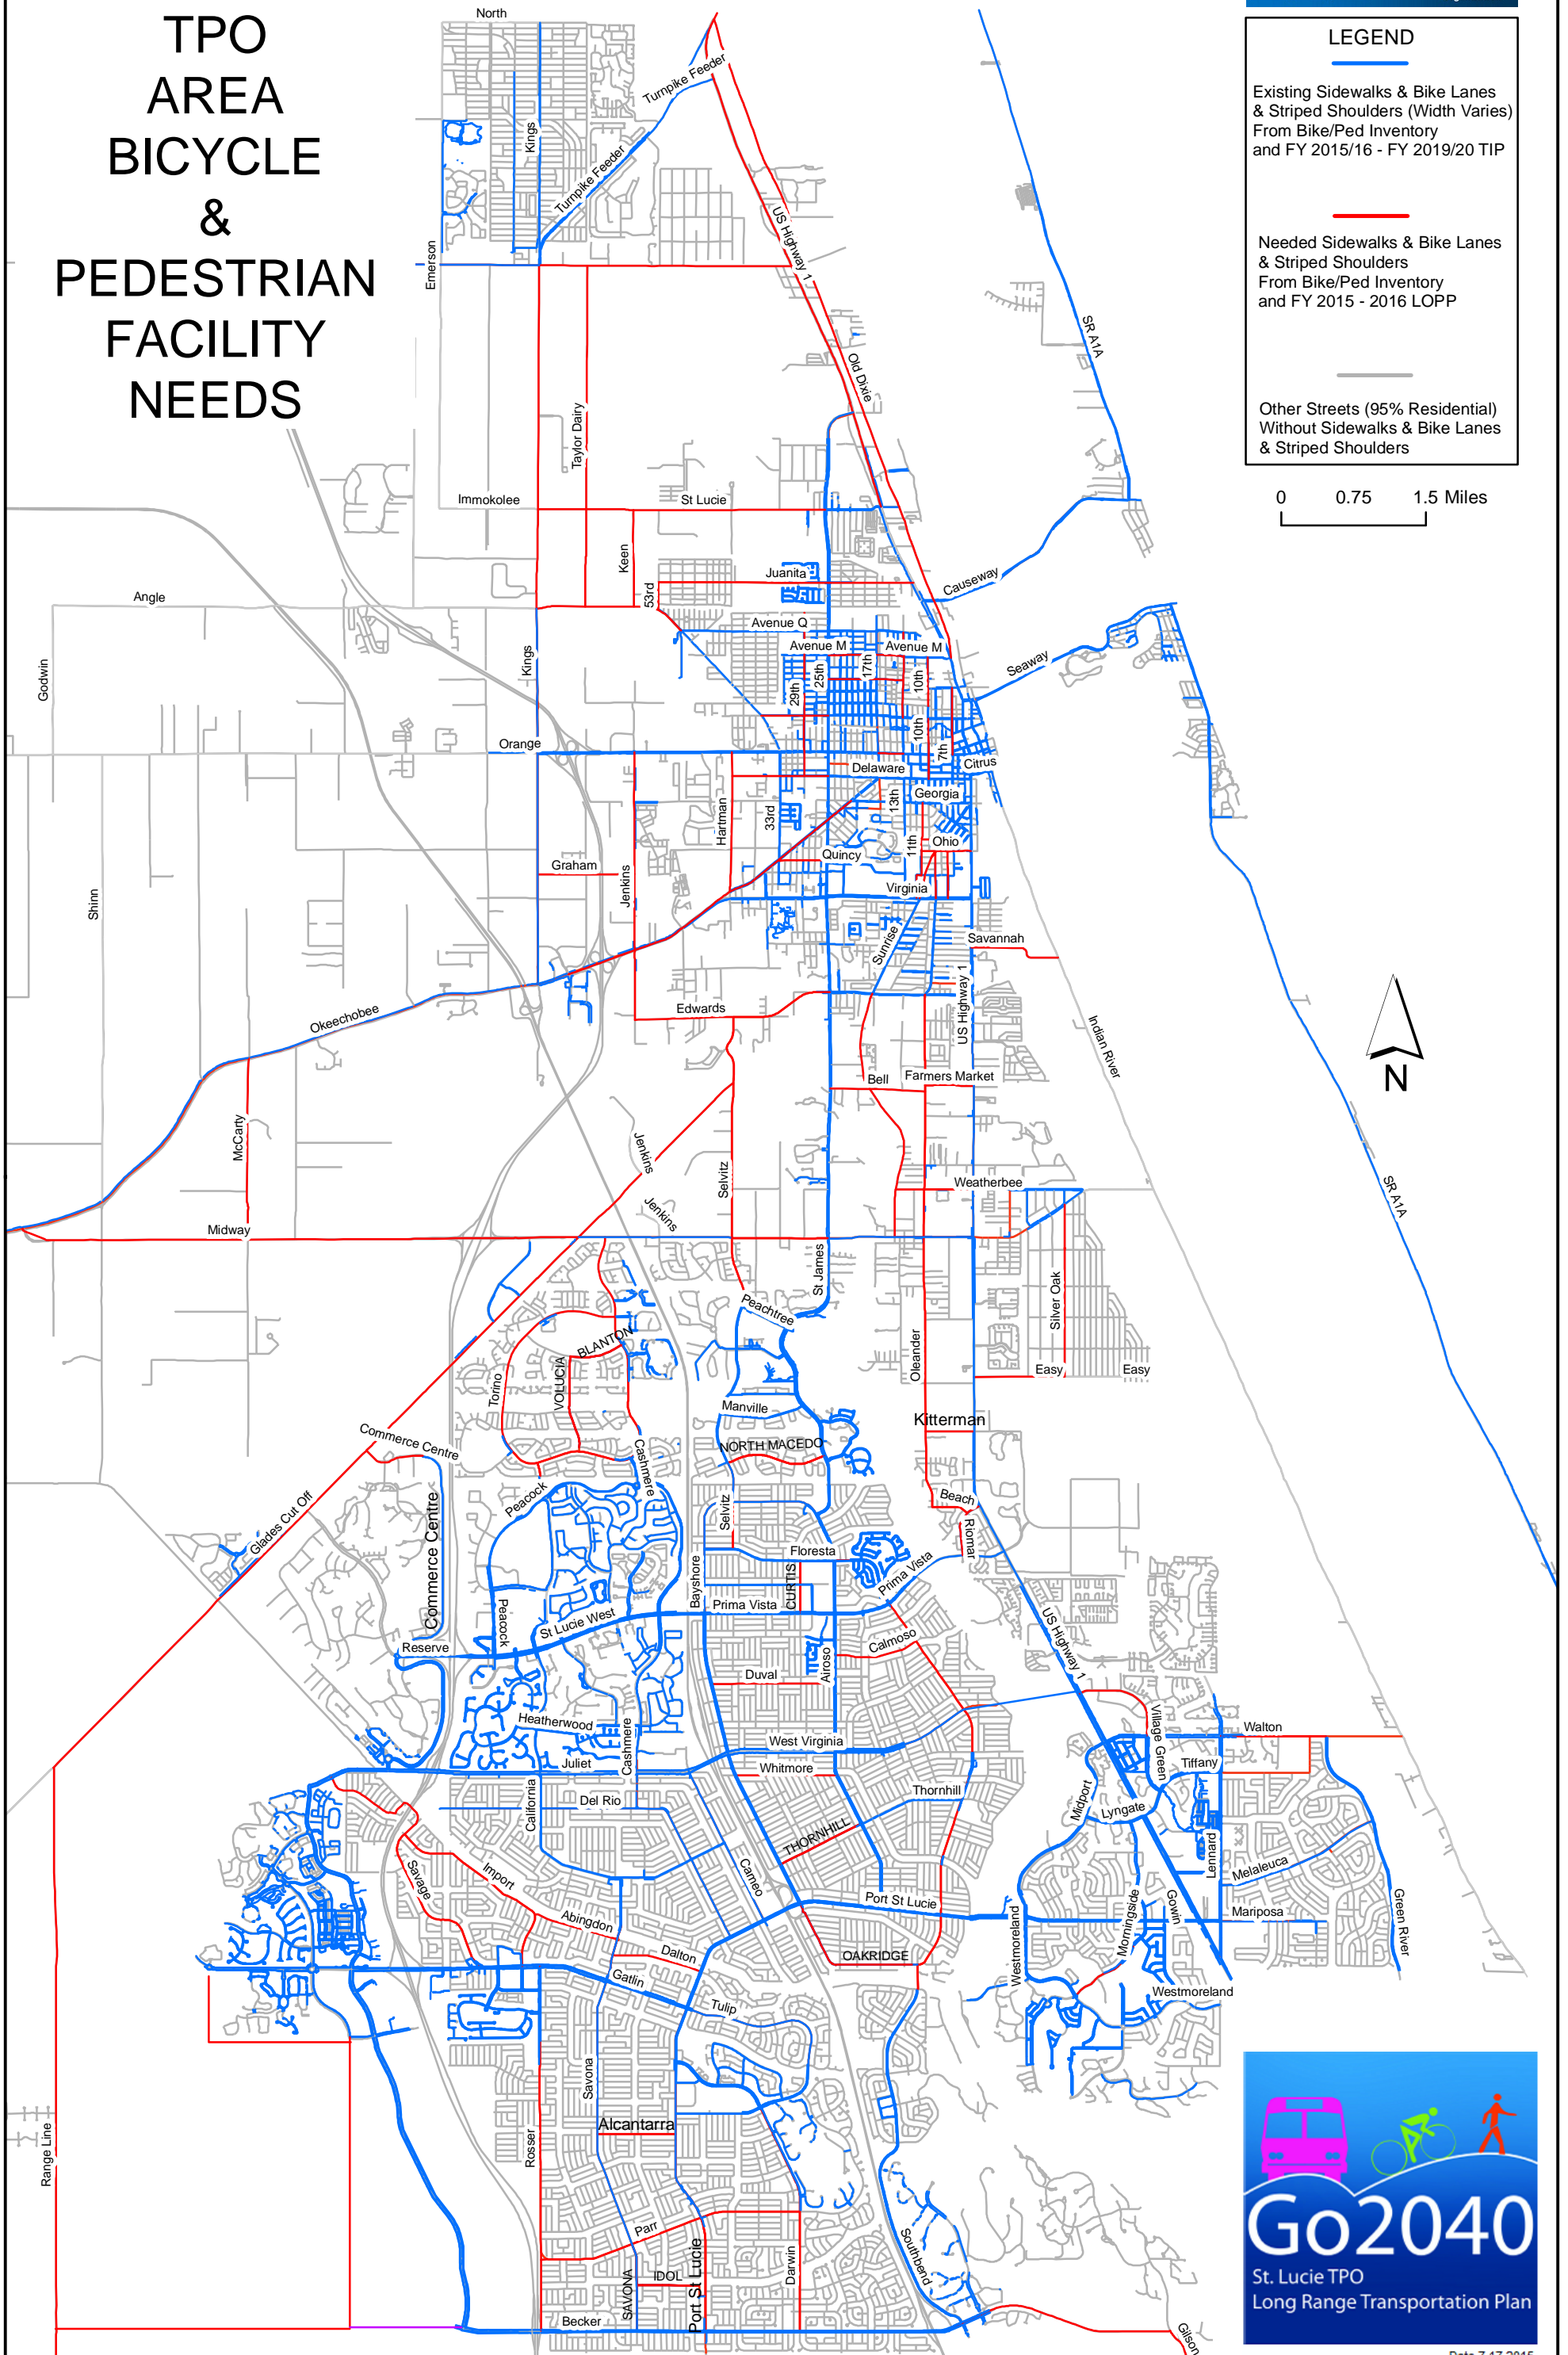 TPO
AREA
BICYCLE
&
PEDESTRIAN
FACILITY
NEEDS
LEGEND
Existing Sidewalks & Bike Lanes
& Striped Shoulders (Width Varies)
From Bike/Ped Inventory
and FY 2015/16 - FY 2019/20 TIP
Needed Sidewalks & Bike Lanes
& Striped Shoulders
From Bike/Ped Inventory
and FY 2015 - 2016 LOPP
Other Streets (95% Residential)
Without Sidewalks & Bike Lanes
& Striped Shoulders
0 0.75 1.5 Miles
North
Turnpike Feeder
Kings
Turnpike Feeder
US Highway 1
Emerson
SR A1A
Old Dixie
Taylor Dairy
Immokolee
St Lucie
Keen
Juanita
Causeway
53rd
Angle
Avenue Q
Avenue M
Avenue M
17th
Seaway
Kings
Godwin
25th
29th
10th
10th
Orange
7th
Citrus
Delaware
Georgia
13th
Hartman
33rd
11th
Ohio
Quincy
Graham
Jenkins
Virginia
Shinn
Sunrise
Savannah
US Highway 1
Edwards
Okeechobee
Indian River
N
Bell
Farmers Market
McCarty
Jenkins
Selvitz
Weatherbee
SR A1A
Jenkins
Midway
St James
Silver Oak
Peachtree
BLANTON
Oleander
VOLUCIA
Torino
Easy
Easy
Manville
Kitterman
Commerce Centre
NORTH MACEDO
Cashmere
Peacock
Beach
Selvitz
Glades Cut Off
Riomar
Commerce Centre
Floresta
Bayshore
CURTIS
Prima Vista
Prima Vista
Peacock
St Lucie West
Calmoso
US Highway 1
Reserve
Airoso
Duval
Heatherwood
Cashmere
West Virginia
Village Green
Walton
Juliet
Whitmore
Tiffany
California
Del Rio
Thornhill
Midport
Lyngate
THORNHILL
Lennard
Import
Cameo
Melaleuca
Savage
Port St Lucie
Gowin
Mariposa
Green River
Abingdon
Morningside
Westmoreland
Dalton
OAKRIDGE
Gatlin
Westmoreland
Tulip
Savona
Alcantarra
Rosser
Range Line
Parr
Southbend
Port St Lucie
Darwin
IDOL
SAVONA
Becker
Gilson
Go2040
St. Lucie TPO
Long Range Transportation Plan